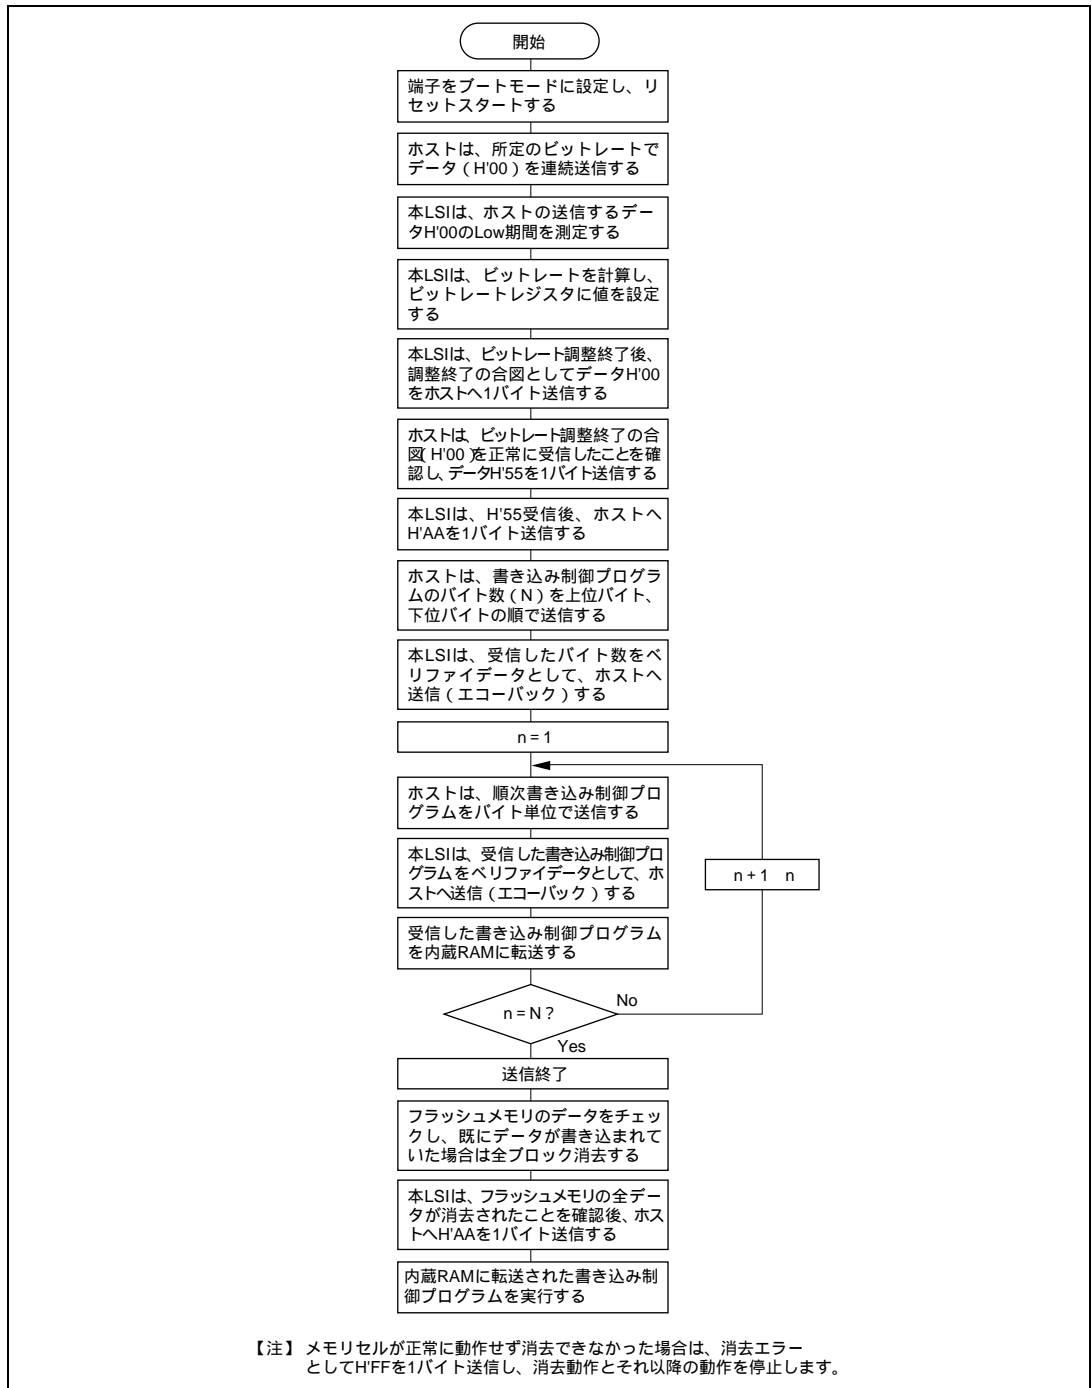 開始
端子をブートモードに設定し、リ
セットスタートする
ホストは、所定のビットレートで
データ（H'00）を連続送信する
本LSIは、ホストの送信するデー
タH'00のLow期間を測定する
本LSIは、ビットレートを計算し、
ビットレートレジスタに値を設定
する
本LSIは、ビットレート調整終了後、
調整終了の合図としてデータH'00
をホストへ1バイト送信する
ホストは、ビットレート調整終了の合
図（H'00）を正常に受信したことを確
認し、データH'55を1バイト送信する
本LSIは、H'55受信後、ホストへ
H'AAを1バイト送信する
ホストは、書き込み制御プログラ
ムのバイト数（N）を上位バイト、
下位バイトの順で送信する
本LSIは、受信したバイト数をベ
リファイデータとして、ホストへ
送信（エコーバック）する
n = 1
ホストは、順次書き込み制御プロ
グラムをバイト単位で送信する
本LSIは、受信した書き込み制御プロ
グラムをベリファイデータとして、ホ
ストへ送信（エコーバック）する
n + 1 n
受信した書き込み制御プログラム
を内蔵RAMに転送する
n = N ?
No
Yes
送信終了
フラッシュメモリのデータをチェッ
クし、既にデータが書き込まれて
いた場合は全ブロック消去する
本LSIは、フラッシュメモリの全デー
タが消去されたことを確認後、ホス
トへH'AAを1バイト送信する
内蔵RAMに転送された書き込み制
御プログラムを実行する
【注】 メモリセルが正常に動作せず消去できなかった場合は、消去エラー
としてH'FFを1バイト送信し、消去動作とそれ以降の動作を停止します。